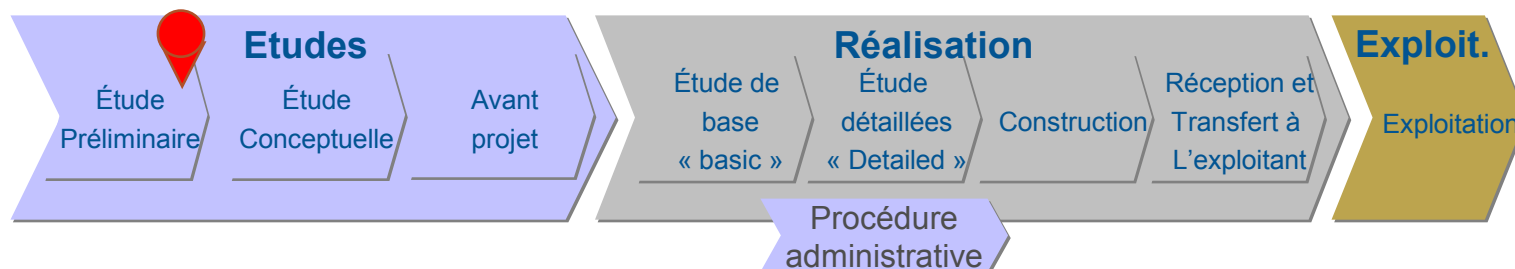 Etudes
Étude
Préliminaire
Étude
Conceptuelle
Avant
projet
Réalisation
Étude de
base
« basic »
Étude
détaillées
« Detailed »
Construction
Réception et
Transfert à
L'exploitant
Procédure
administrative
Exploit.
Exploitation